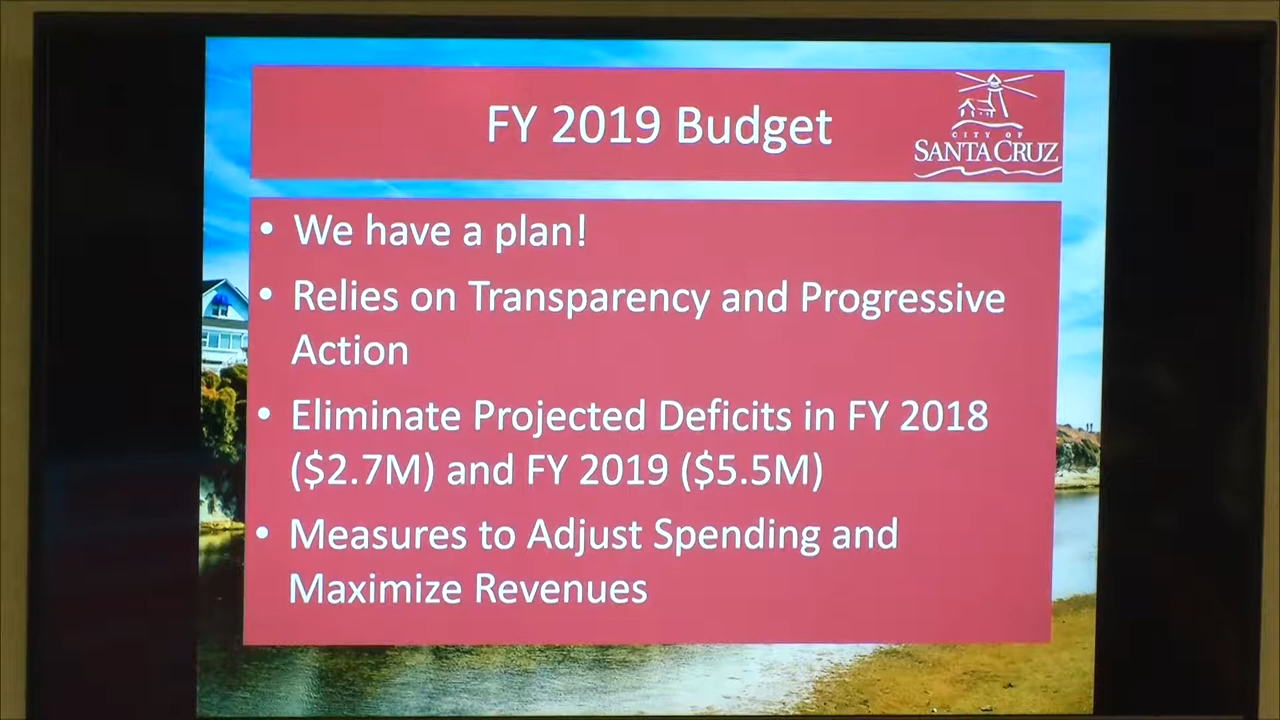 FY 2019 Budget
CITY OF
SANTA CRUZ
• We have a plan!
• Relies on Transparency and Progressive
Action
• Eliminate Projected Deficits in FY 2018
($2.7M) and FY 2019 ($5.5M)
• Measures to Adjust Spending and
Maximize Revenues